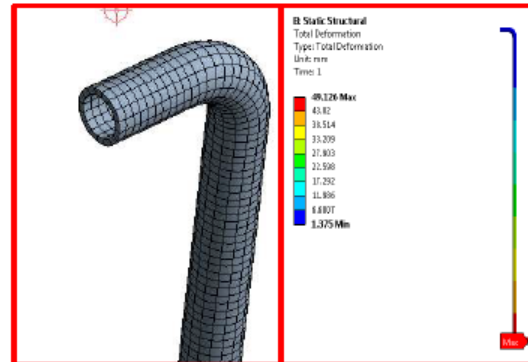 B: Static Structural
Total Deformation
Type: Total Deformation
Unit: mm
Time: 1
49.126 Max
43.82
38.514
33.209
27.903
22.598
17.292
11.986
6.6807
1.375 Min
Max